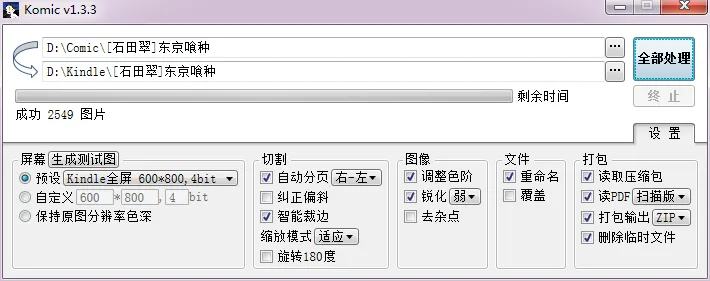 Komic v1.3.3
D:\Comic\[石田翠]东京喰种 ...
D:\Kindle\[石田翠]东京喰种 ...
全部处理
剩余时间
终 止
成功 2549 图片
设 置
屏幕 生成测试图
预设 Kindle全屏 600*800,4bit
自定义 600 * 800 , 4 bit
保持原图分辨率色深
切割
自动分页 右-左
纠正偏斜
智能裁边
缩放模式 适应
旋转180度
图像
调整色阶
锐化 弱
去杂点
文件
重命名
覆盖
打包
读取压缩包
读PDF 扫描版
打包输出 ZIP
删除临时文件